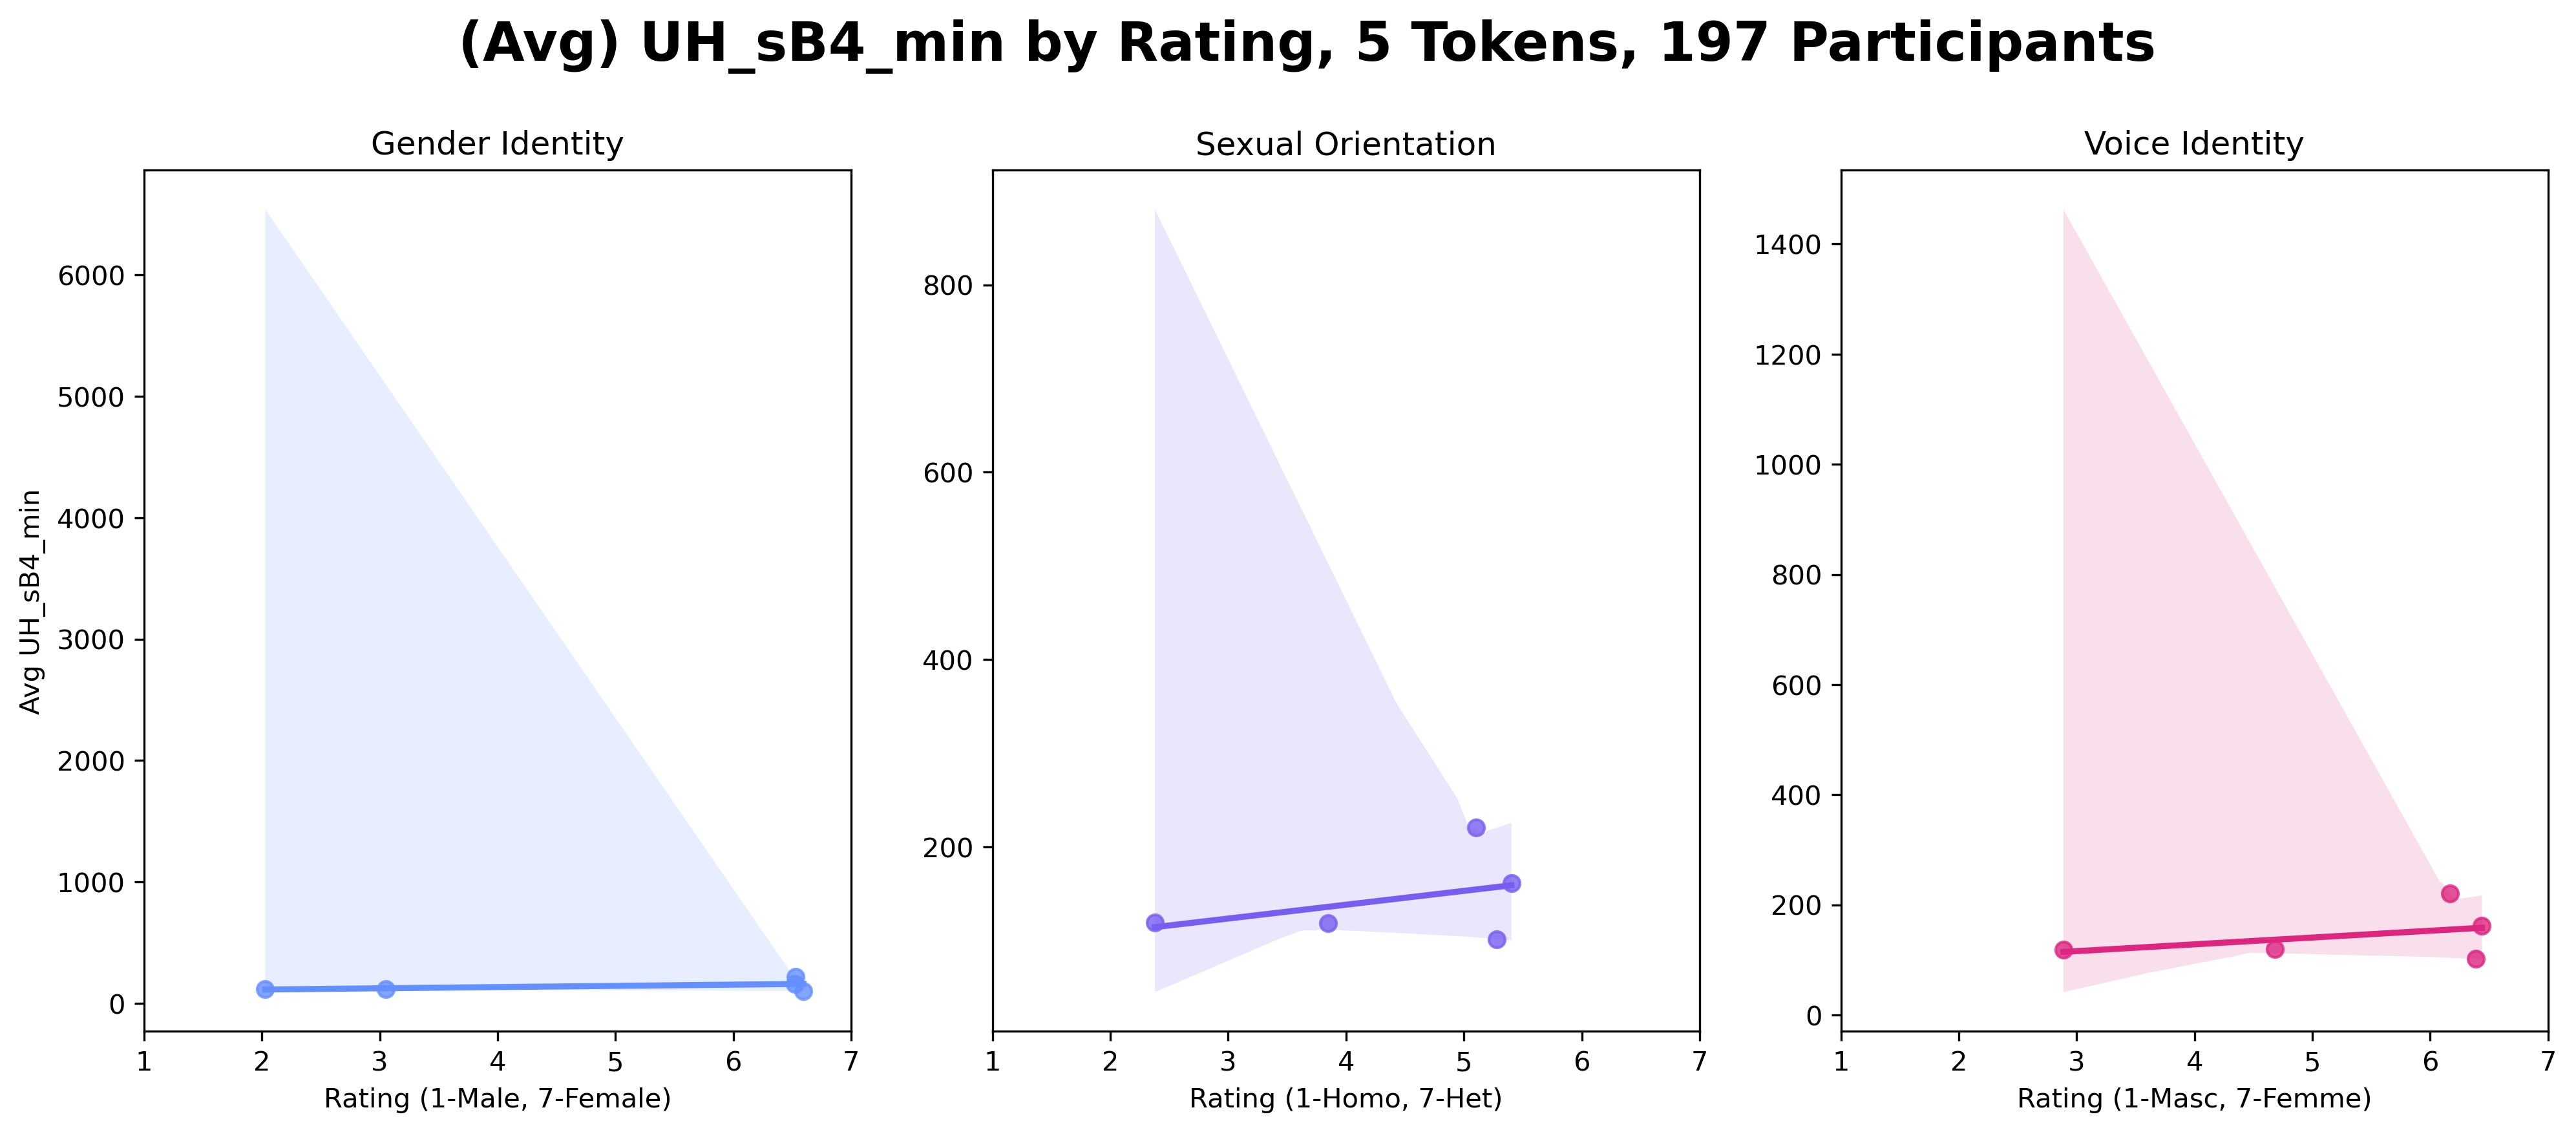 (Avg) UH_sB4_min by Rating, 5 Tokens, 197 Participants
Gender Identity
Avg UH_sB4_min
6000
5000
4000
3000
2000
1000
0
1 2 3 4 5 6 7
Rating (1-Male, 7-Female)
Sexual Orientation
800
600
400
200
1 2 3 4 5 6 7
Rating (1-Homo, 7-Het)
Voice Identity
1400
1200
1000
800
600
400
200
0
1 2 3 4 5 6 7
Rating (1-Masc, 7-Femme)